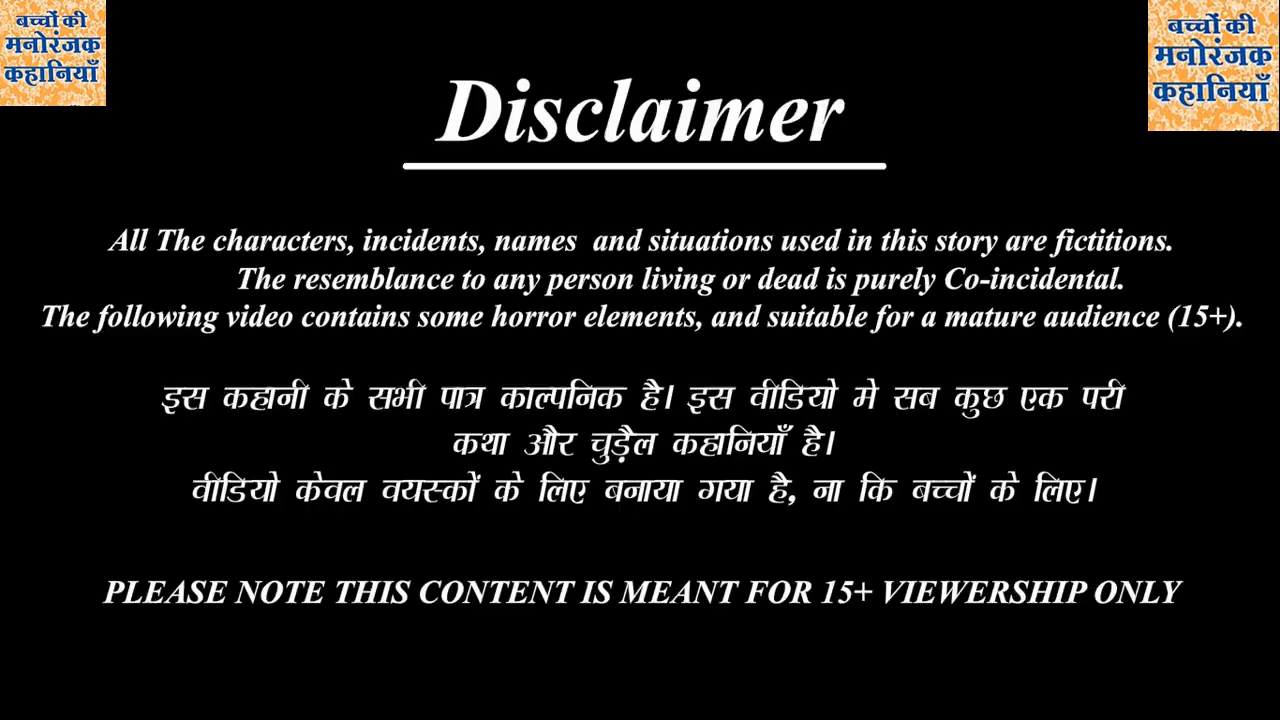 बच्चों की
मनोरंजक
कहानियाँ
बच्चों की
मनोरंजक
कहानियाँ
Disclaimer
All The characters, incidents, names and situations used in this story are fictitions.
The resemblance to any person living or dead is purely Co-incidental.
The following video contains some horror elements, and suitable for a mature audience (15+).
इस कहानी के सभी पात्र काल्पनिक है। इस वीडियो मे सब कुछ एक परी
कथा और चुड़ैल कहानियाँ है।
वीडियो केवल वयस्कों के लिए बनाया गया है, ना कि बच्चों के लिए।
PLEASE NOTE THIS CONTENT IS MEANT FOR 15+ VIEWERSHIP ONLY